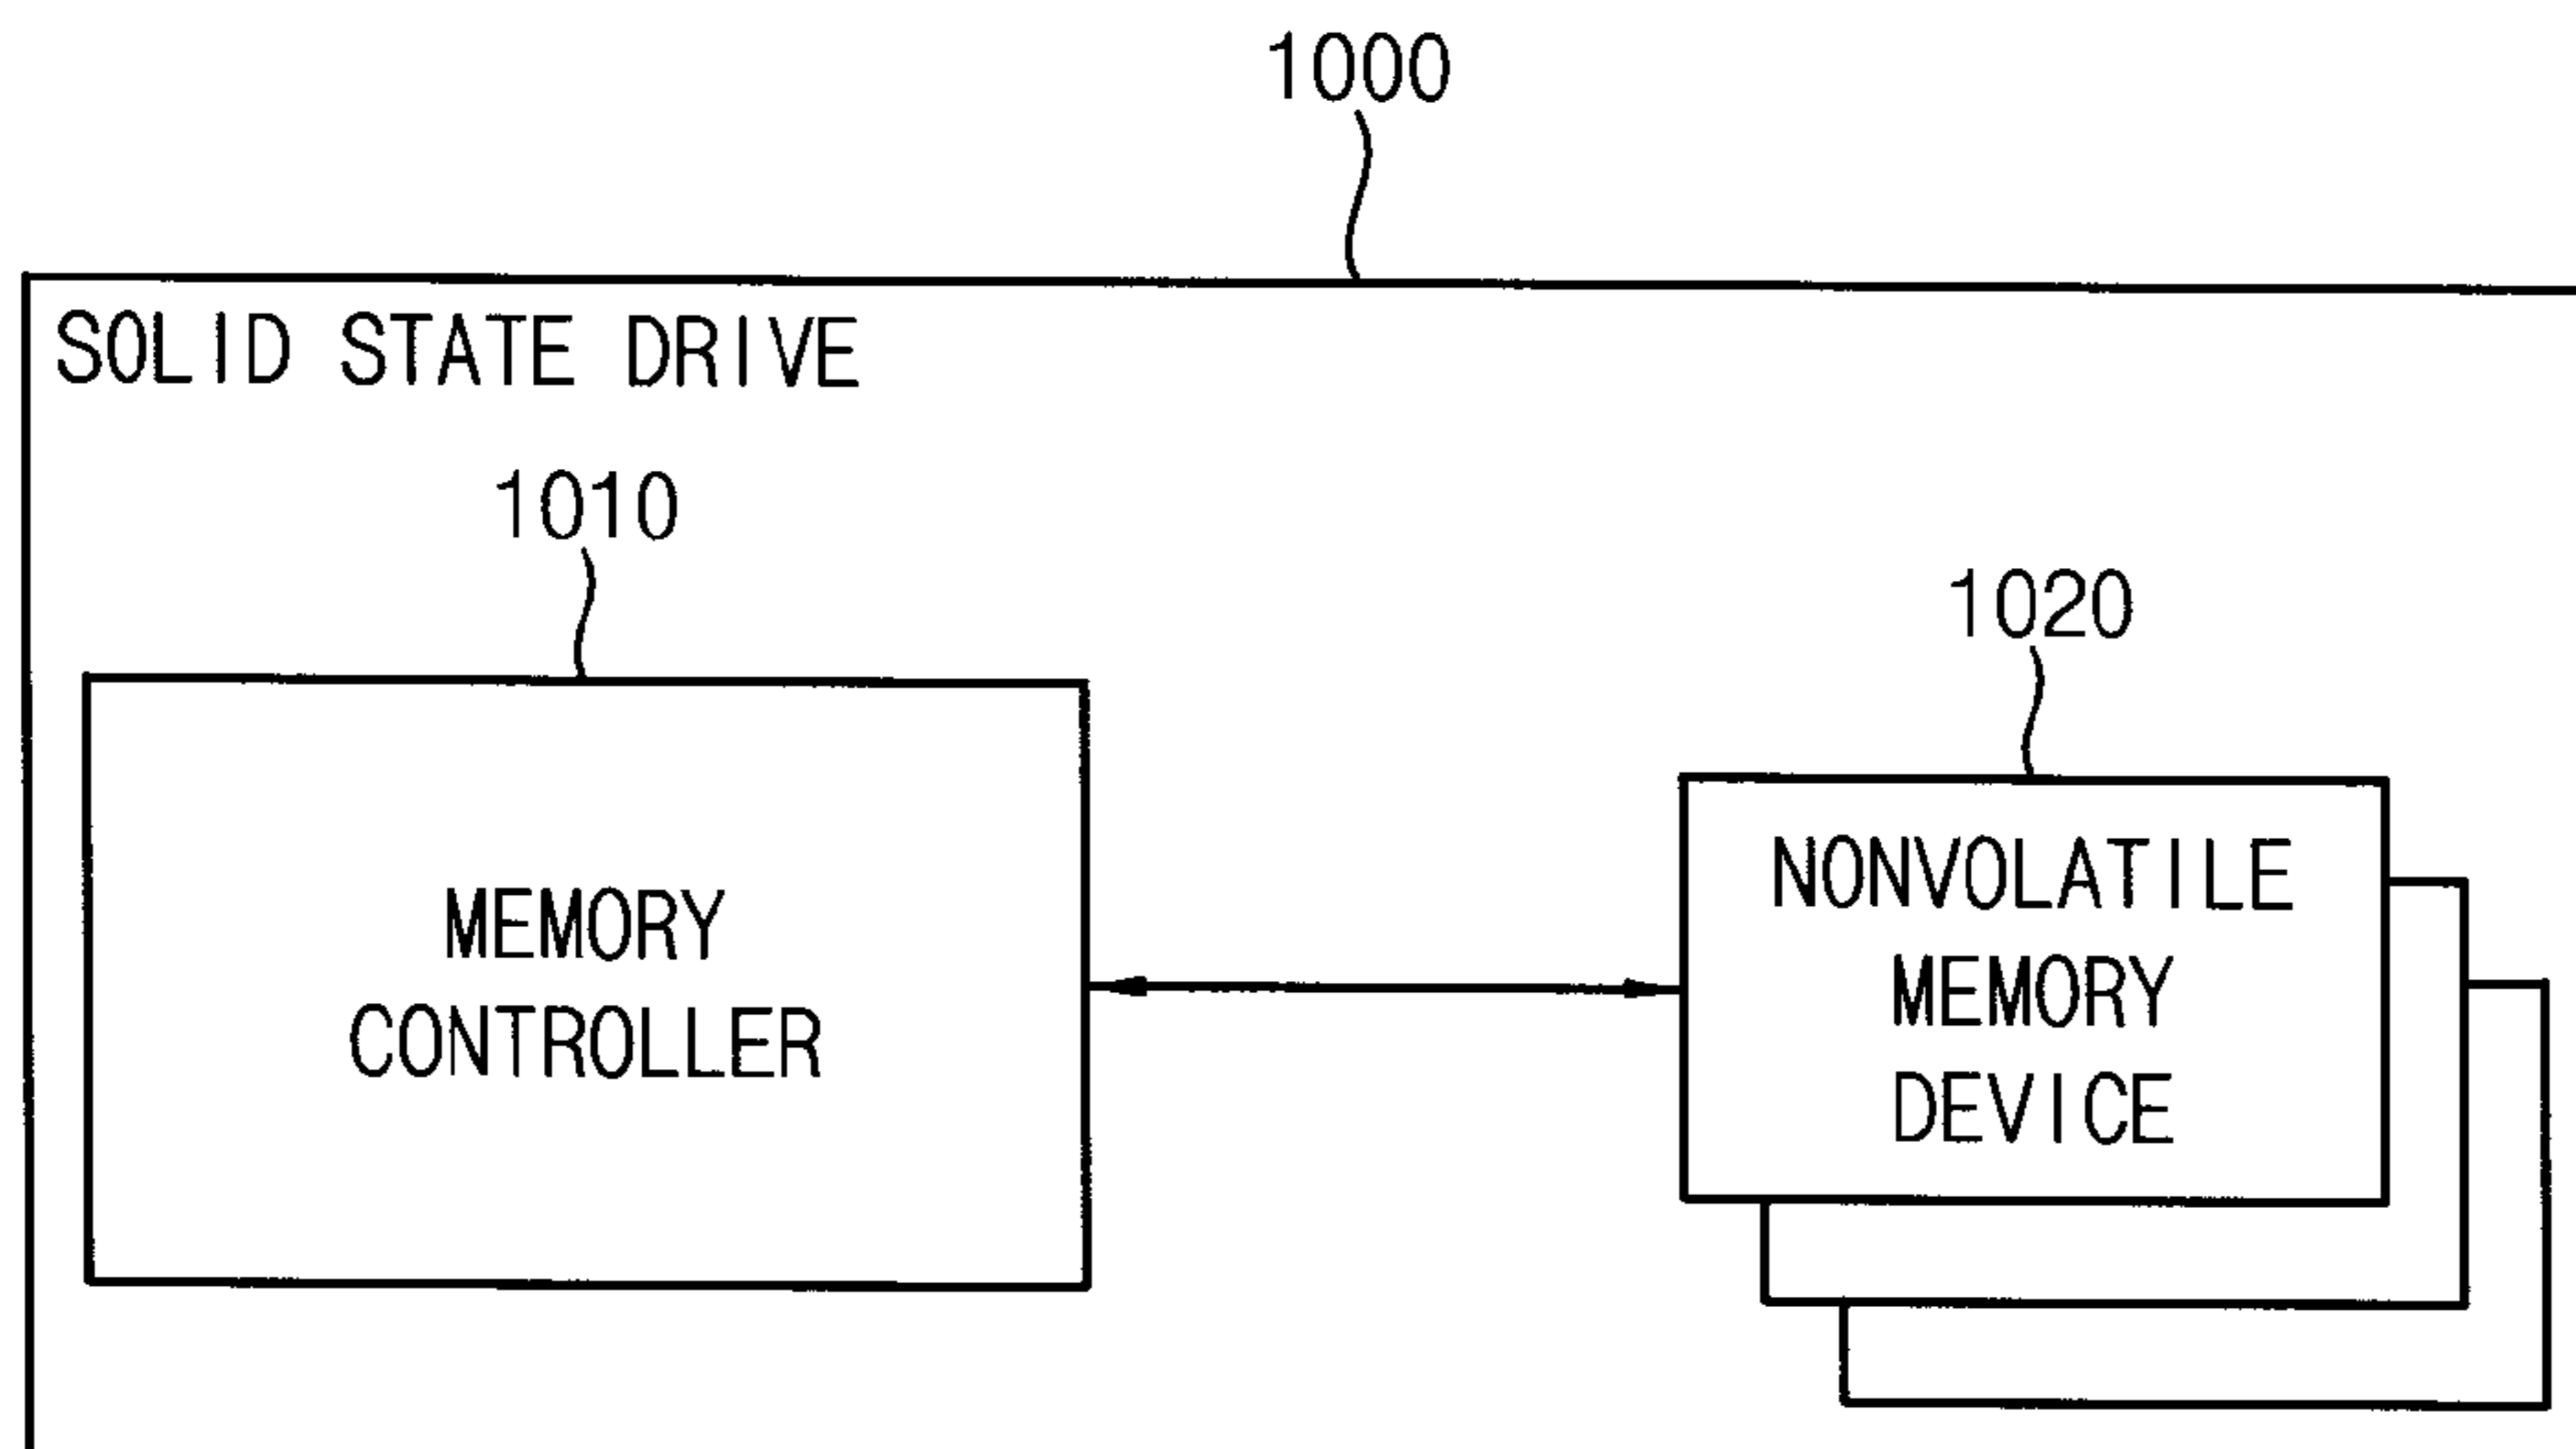 1000
SOLID STATE DRIVE
1010
1020
MEMORY
CONTROLLER
NONVOLATILE
MEMORY
DEVICE